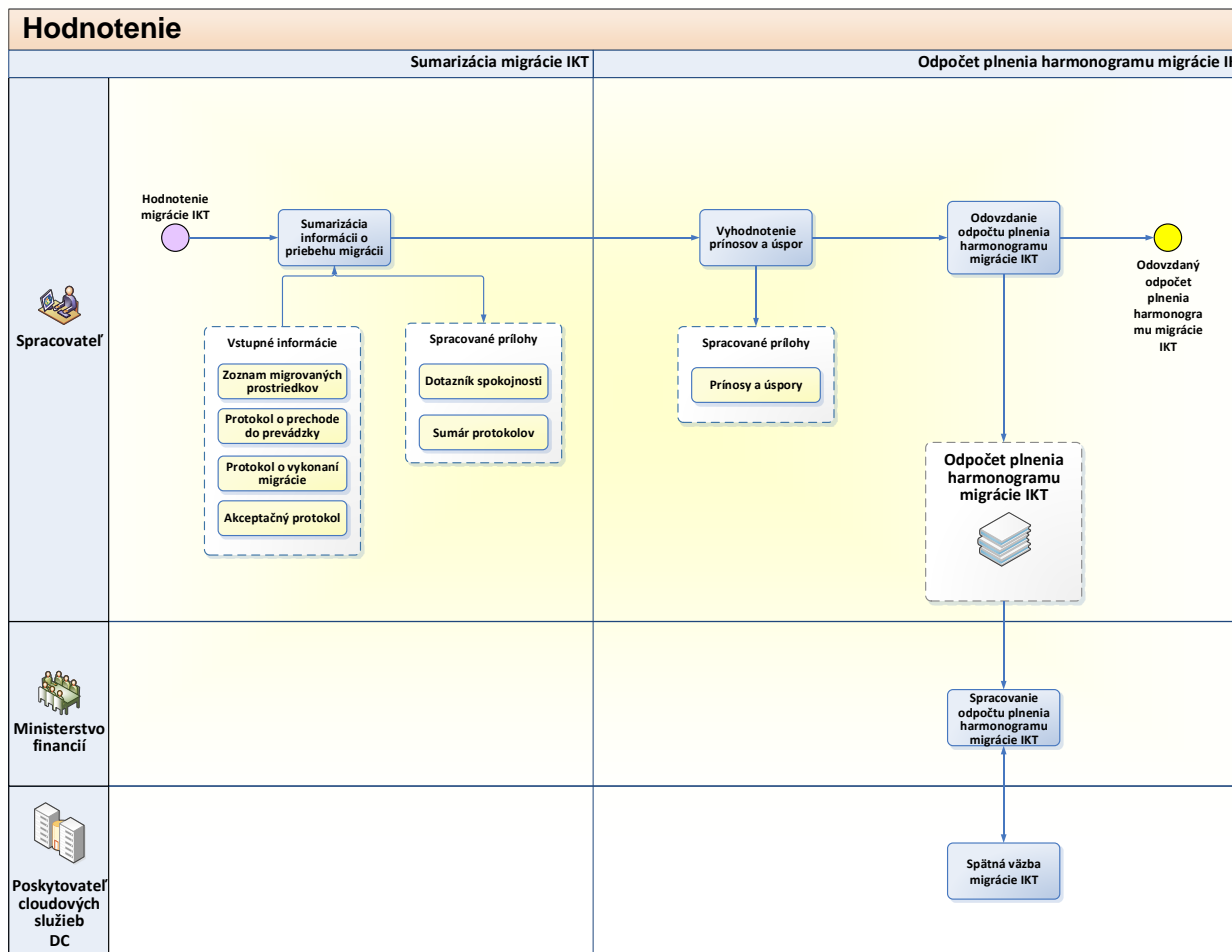 Hodnotenie
Sumarizácia migrácie IKT
Odpočet plnenia harmonogramu migrácie I
Hodnotenie
migrácie IKT
Sumarizácia
informácii o
priebehu migrácii
Vyhodnotenie
prínosov a úspor
Odovzdanie
odpočtu plnenia
harmonogramu
migrácie IKT
Odovzdaný
odpočet
plnenia
harmonogra
mu migrácie
IKT
Spracovateľ
Vstupné informácie
Zoznam migrovaných
prostriedkov
Protokol o prechode
do prevádzky
Protokol o vykonaní
migrácie
Akceptačný protokol
Spracované prílohy
Dotazník spokojnosti
Sumár protokolov
Spracované prílohy
Prínosy a úspory
Odpočet plnenia
harmonogramu
migrácie IKT
Ministerstvo
financií
Spracovanie
odpočtu plnenia
harmonogramu
migrácie IKT
Poskytovateľ
cloudových
služieb
DC
Spätná väzba
migrácie IKT